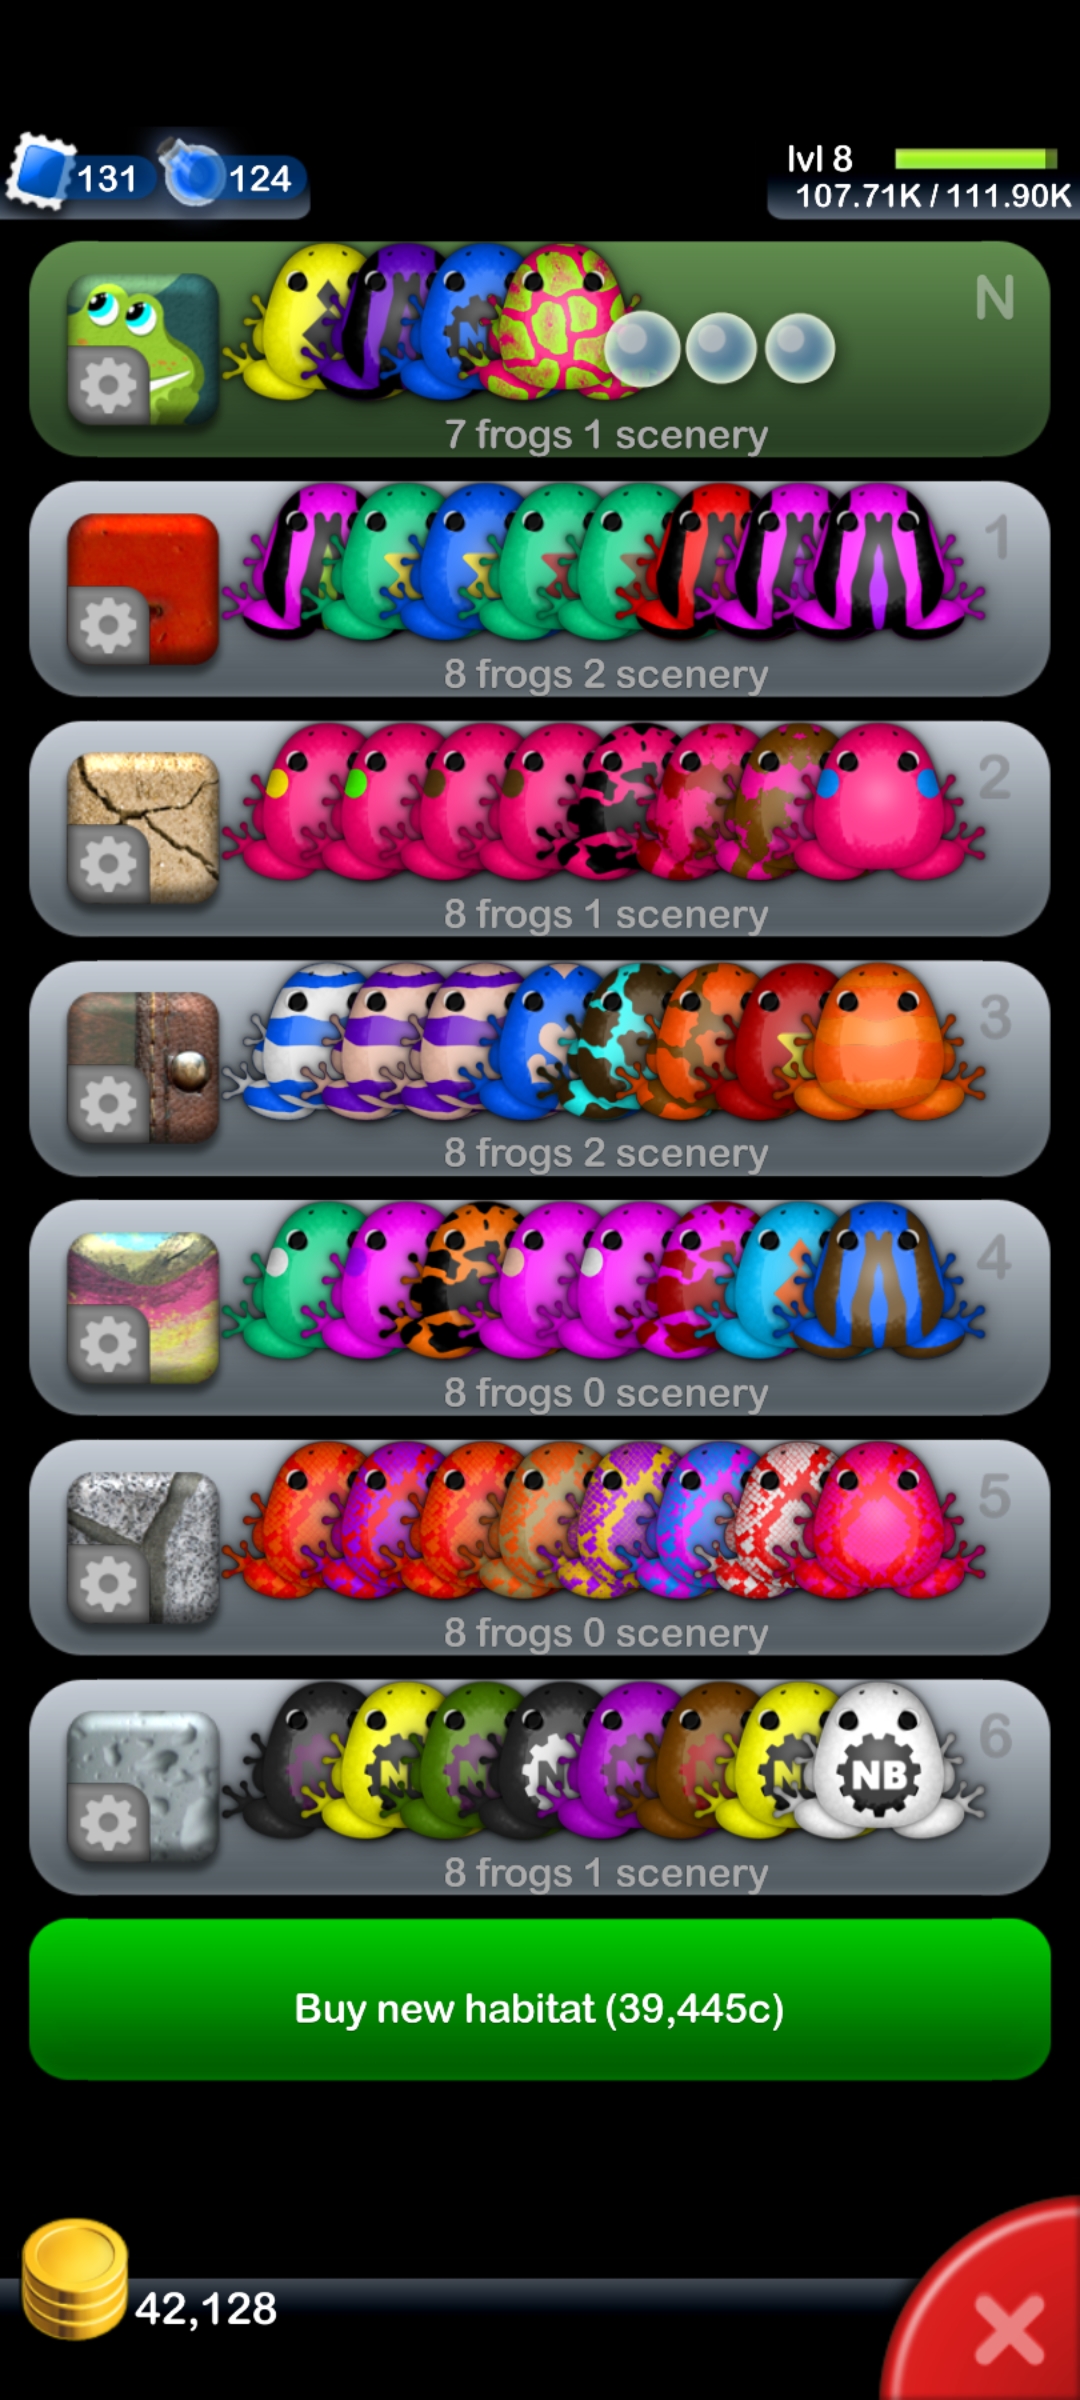 131 124
lvl 8
107.71K / 111.90K
N
N
7 frogs 1 scenery
1
8 frogs 2 scenery
2
8 frogs 1 scenery
3
8 frogs 2 scenery
4
8 frogs 0 scenery
5
8 frogs 0 scenery
6
N N N N N N N NB
8 frogs 1 scenery
Buy new habitat (39,445c)
42,128